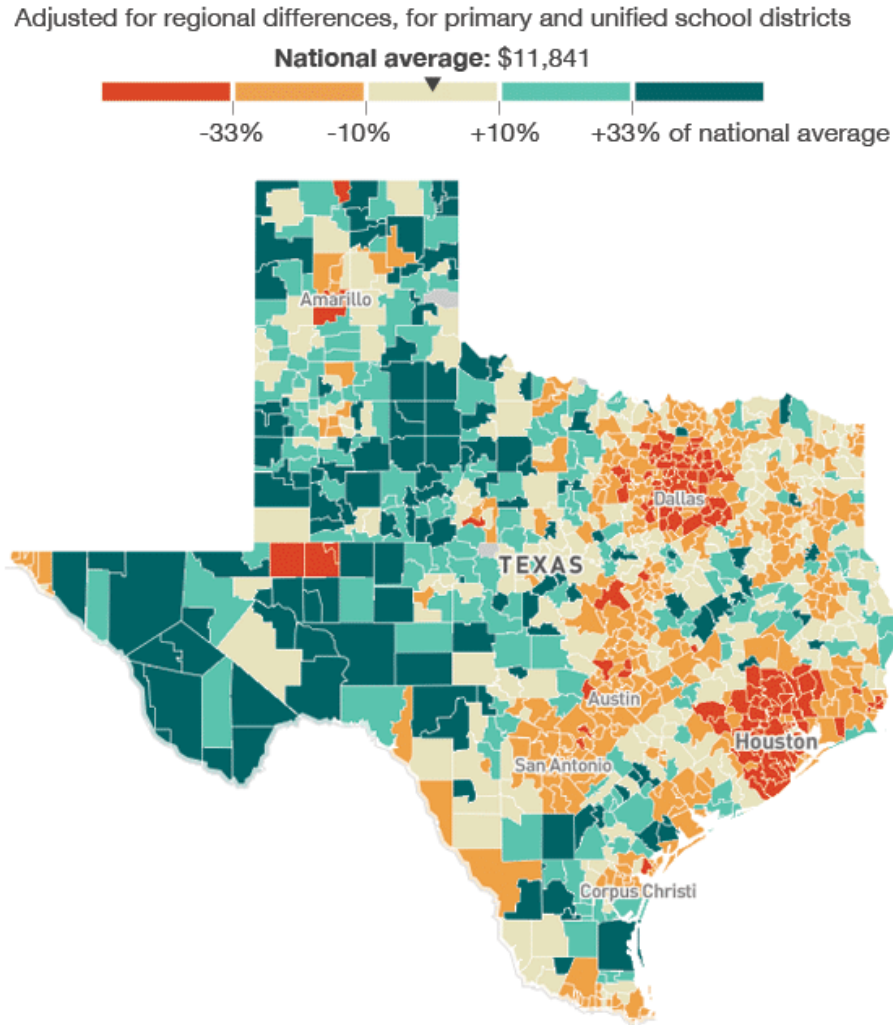 Adjusted for regional differences, for primary and unified school districts
National average: $11,841
-33% -10% +10% +33% of national average
Amarillo
Dallas
TEXAS
Austin
Houston
San Antonio
Corpus Christi